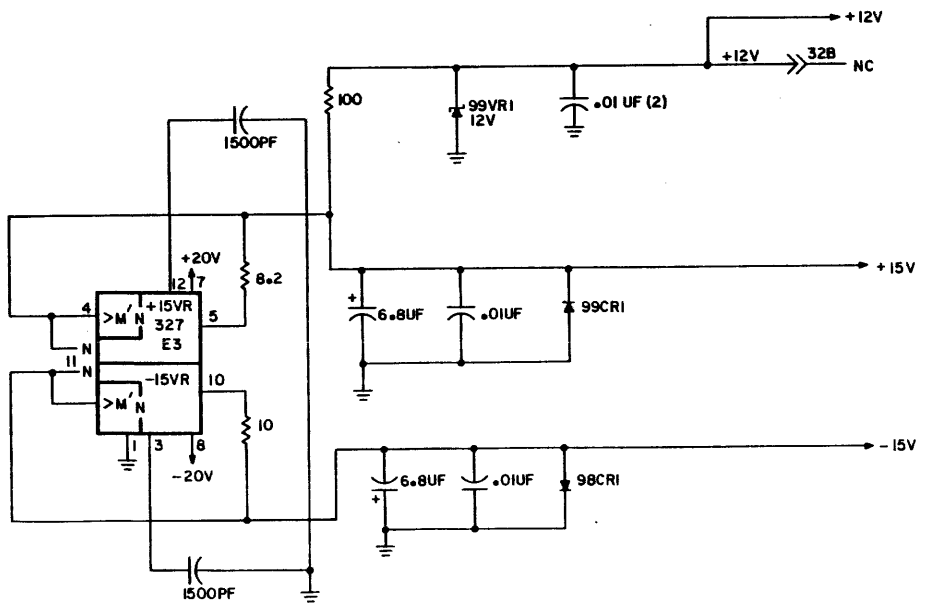 +12V
+12V
32B
NC
100
99VR1
12V
.01 UF (2)
1500PF
+20V
12
7
8.2
+15V
4
>M'
N
+15VR
327
E3
5
+
6.8UF
.01UF
99CR1
N
11
N
-15VR
10
>M'
N
10
1
3
8
-20V
-15V
6.8UF
+
.01UF
98CR1
1500PF